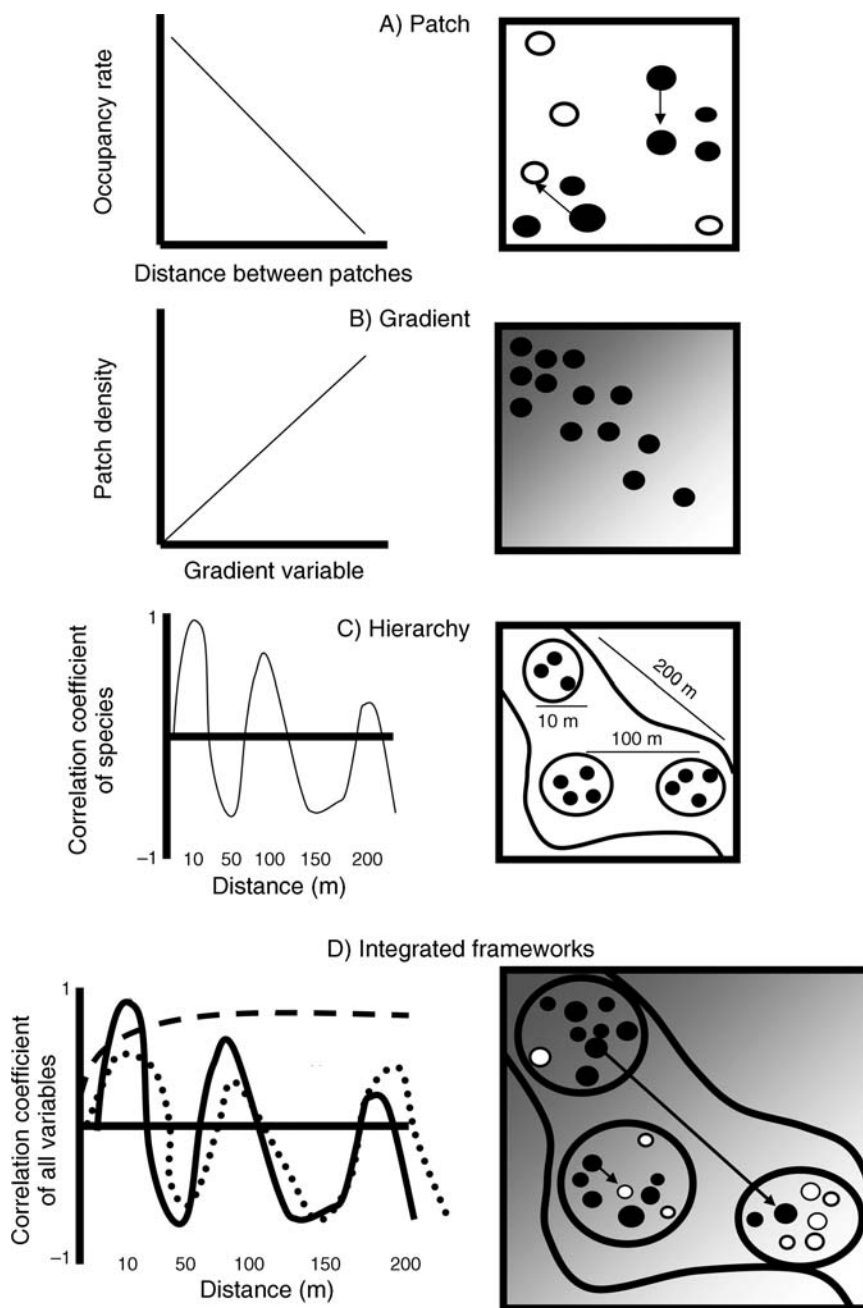 A) Patch
Occupancy rate
Distance between patches
B) Gradient
Patch density
Gradient variable
C) Hierarchy
1
Correlation coefficient
of species
–1
10 50 100 150 200
Distance (m)
200 m
10 m
100 m
D) Integrated frameworks
1
Correlation coefficient
of all variables
–1
10 50 100 150 200
Distance (m)